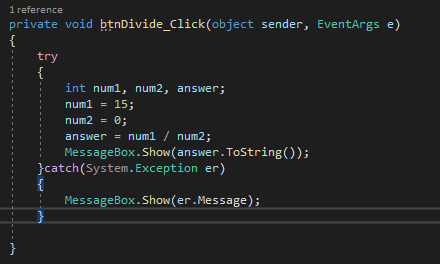 1 reference
private void btnDivide_Click(object sender, EventArgs e)
{
try
{
int num1, num2, answer;
num1 = 15;
num2 = 0;
answer = num1 / num2;
MessageBox.Show(answer.ToString());
}catch(System.Exception er)
{
MessageBox.Show(er.Message);
}
}